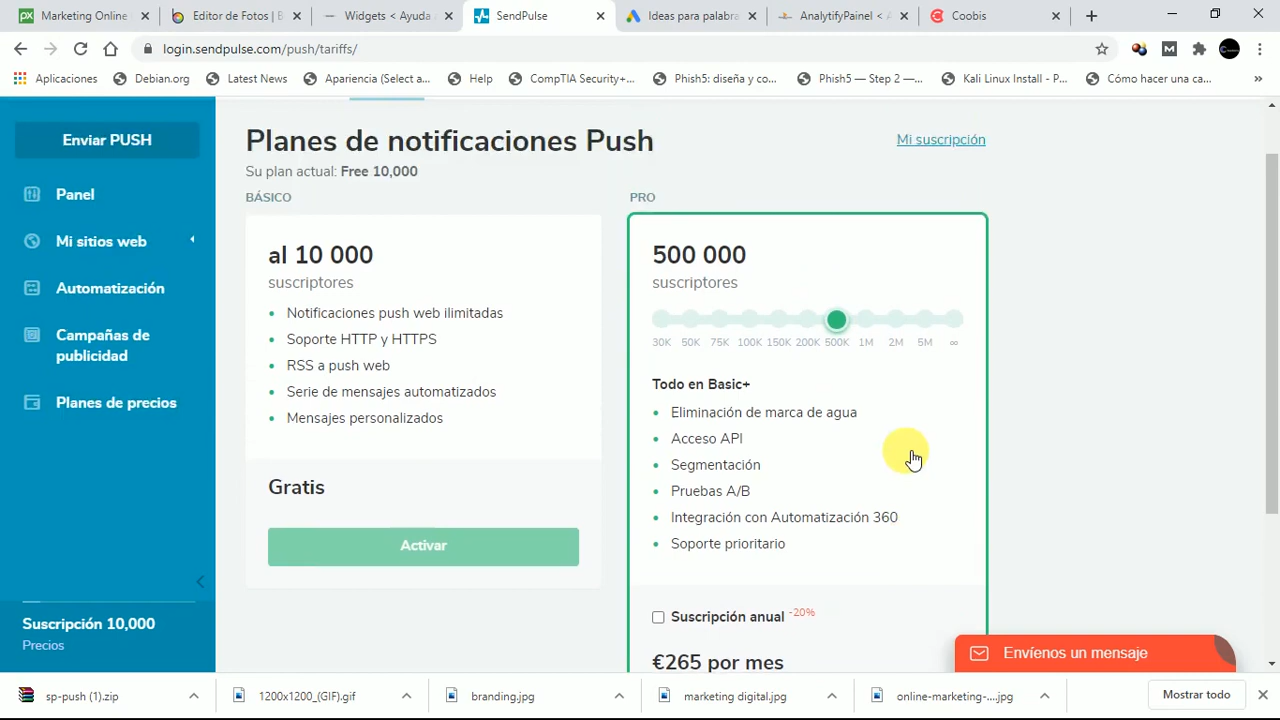 Marketing Online
Editor de Fotos | B
Widgets < Ayuda
SendPulse
Ideas para palabra
AnalytifyPainel < A
Coobis
login.sendpulse.com/push/tariffs/
Aplicaciones
Debian.org
Latest News
Apariencia (Select a...
Help
CompTIA Security+...
Phish5: diseña y co...
Phish5 — Step 2 —...
Kali Linux Install - P...
Cómo hacer una ca...
»
Enviar PUSH
Panel
Mi sitios web
Automatización
Campañas de
publicidad
Planes de precios
Suscripción 10,000
Precios
Planes de notificaciones Push
Mi suscripción
Su plan actual: Free 10,000
BÁSICO
al 10 000
suscriptores
• Notificaciones push web ilimitadas
• Soporte HTTP y HTTPS
• RSS a push web
• Serie de mensajes automatizados
• Mensajes personalizados
Gratis
Activar
PRO
500 000
suscriptores
30K 50K 75K 100K 150K 200K 500K 1M 2M 5M ∞
Todo en Basic+
• Eliminación de marca de agua
• Acceso API
• Segmentación
• Pruebas A/B
• Integración con Automatización 360
• Soporte prioritario
Suscripción anual -20%
€265 por mes
Envíenos un mensaje
sp-push (1).zip
1200x1200_(GIF).gif
branding.jpg
marketing digital.jpg
online-marketing-....jpg
Mostrar todo